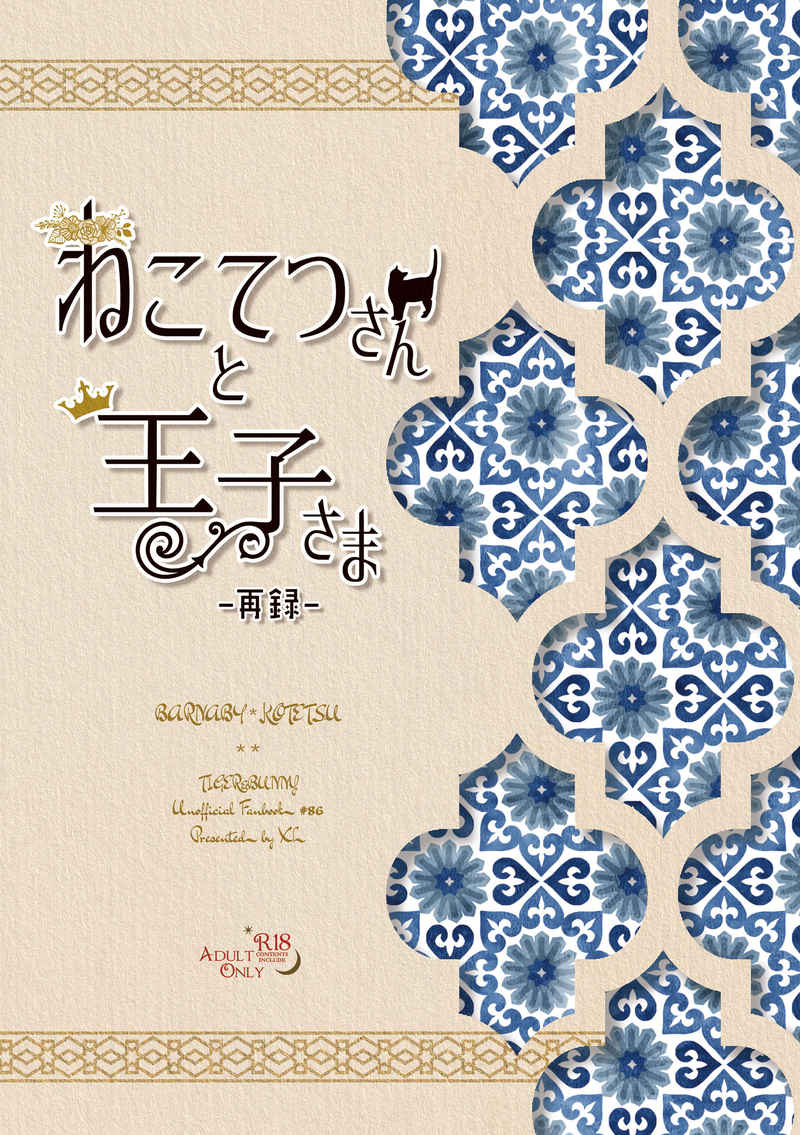 ねこてつさん
と
王子さま
-再録-
BARNABY * KOTETSU
* *
TIGER&BUNNY
Unofficial Fanbook #86
Presented by XL
ADULT ONLY
R18
CONTENTS
INCLUDE